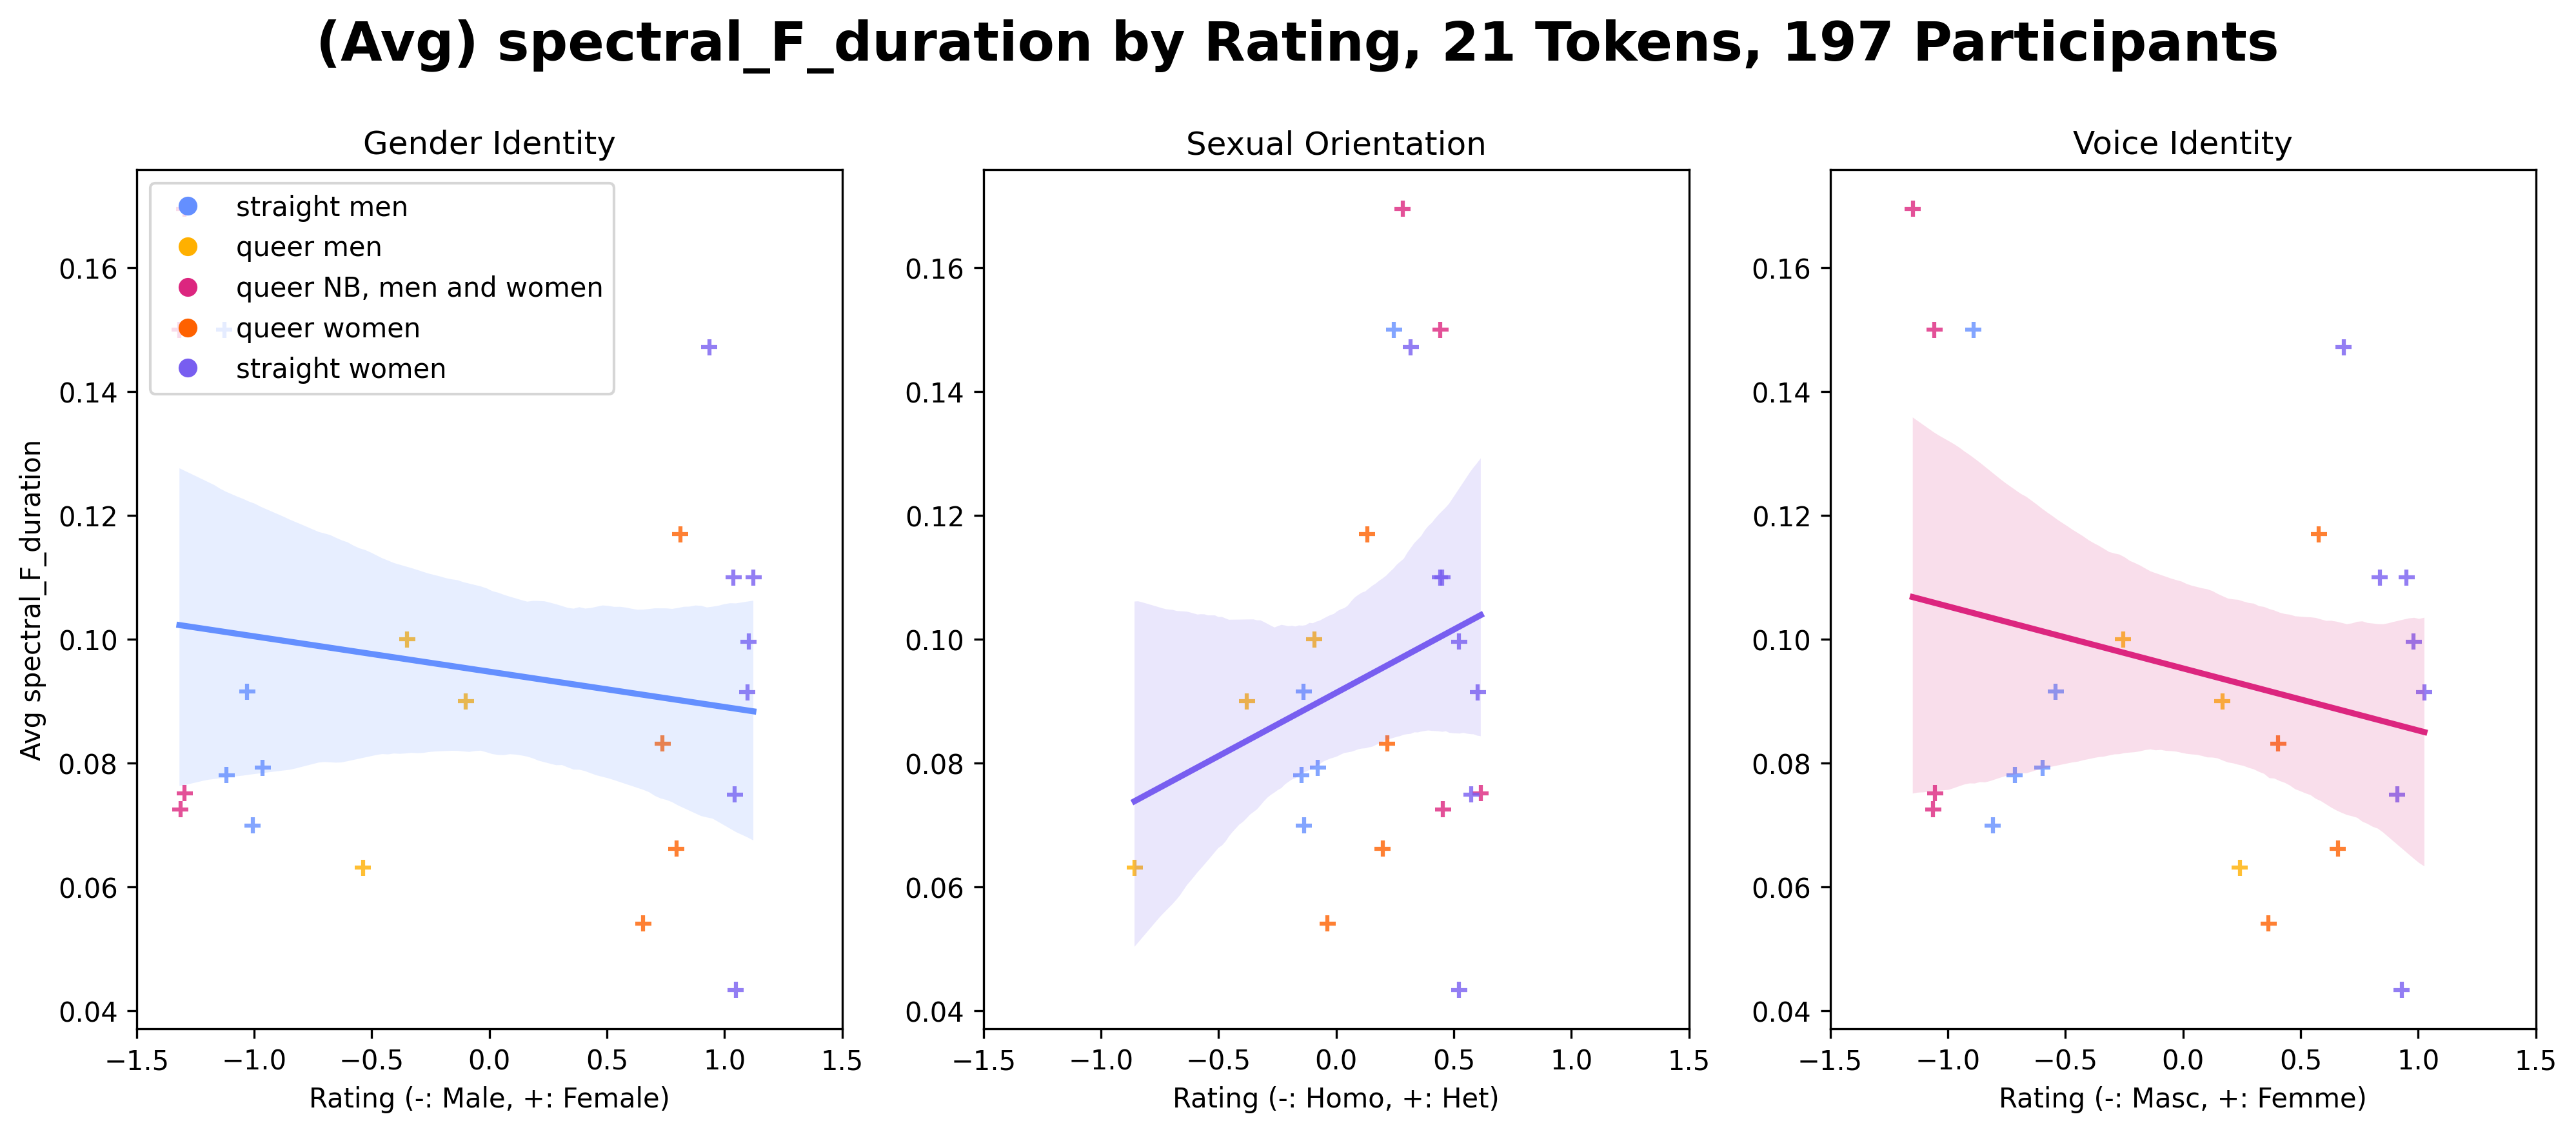 (Avg) spectral_F_duration by Rating, 21 Tokens, 197 Participants
Gender Identity
straight men
queer men
queer NB, men and women
queer women
straight women
Avg spectral_F_duration
0.16
0.14
0.12
0.10
0.08
0.06
0.04
−1.5 −1.0 −0.5 0.0 0.5 1.0 1.5
Rating (-: Male, +: Female)
Sexual Orientation
0.16
0.14
0.12
0.10
0.08
0.06
0.04
−1.5 −1.0 −0.5 0.0 0.5 1.0 1.5
Rating (-: Homo, +: Het)
Voice Identity
0.16
0.14
0.12
0.10
0.08
0.06
0.04
−1.5 −1.0 −0.5 0.0 0.5 1.0 1.5
Rating (-: Masc, +: Femme)